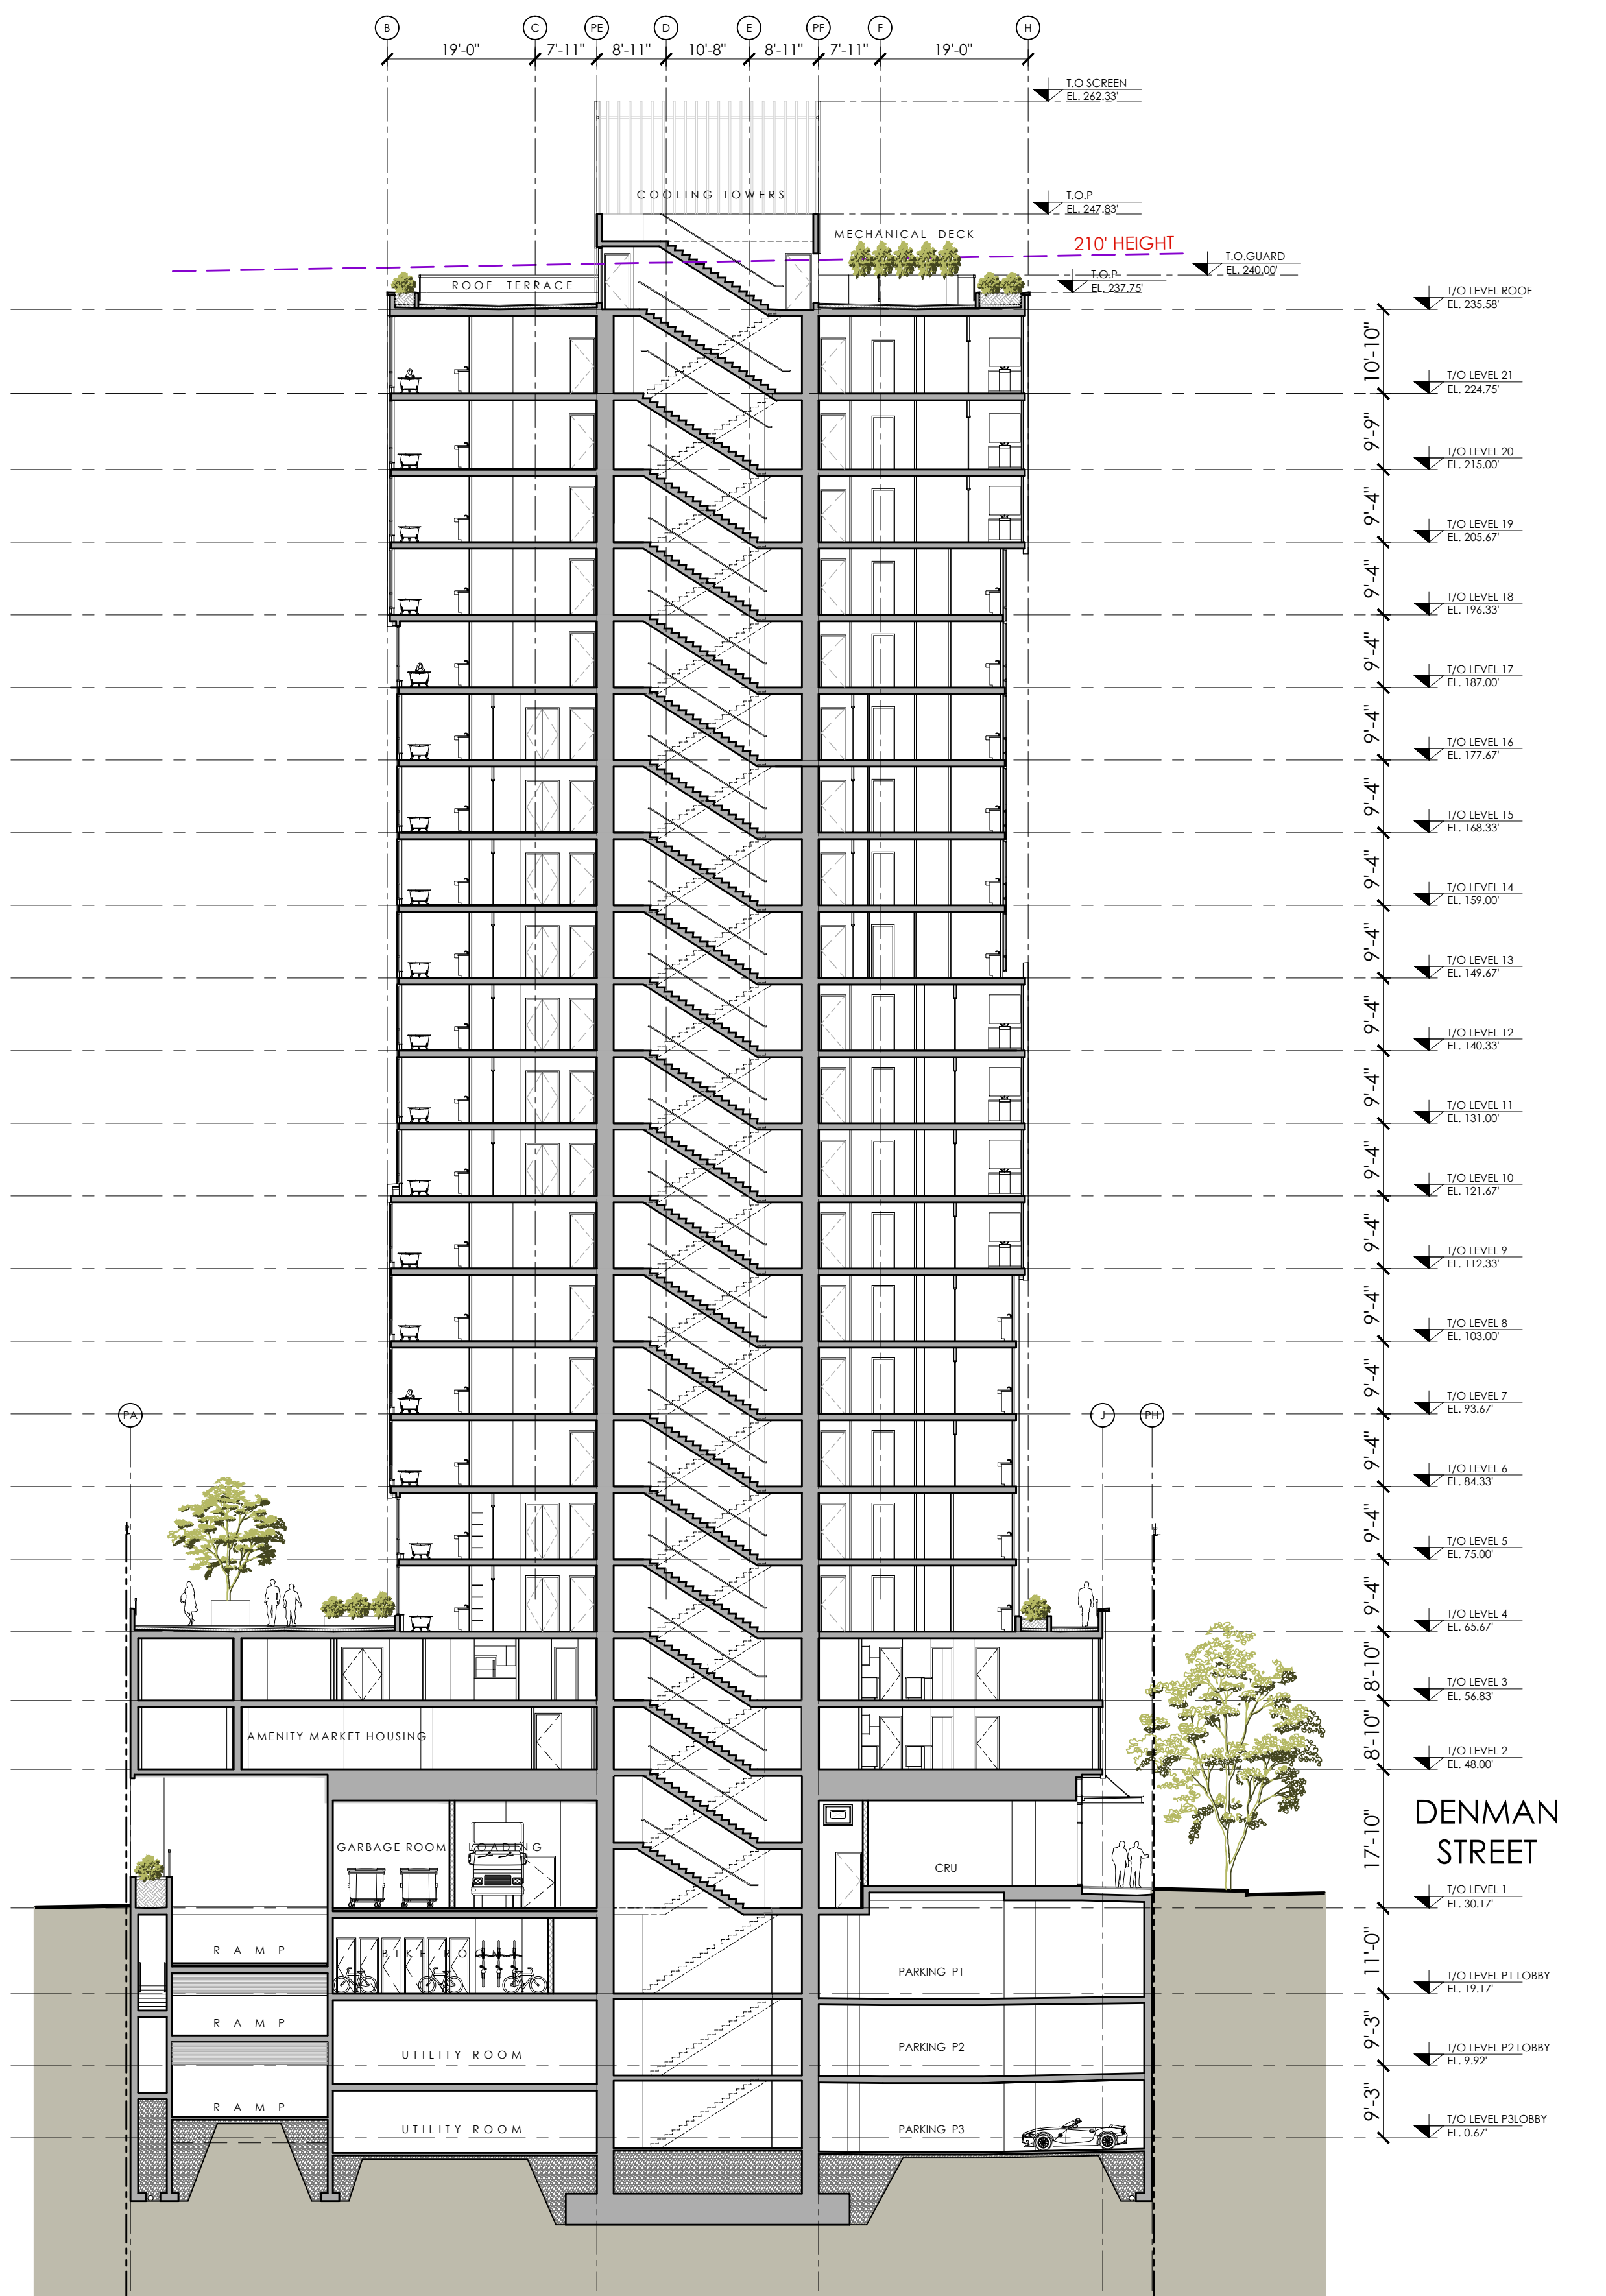 B C PE D E PF F H
19'-0" 7'-11" 8'-11" 10'-8" 8'-11" 7'-11" 19'-0"
T.O SCREEN
EL. 262.33'
COOLING TOWERS
T.O.P
EL. 247.83'
MECHANICAL DECK
210' HEIGHT
T.O.GUARD
EL. 240.00'
T.O.P
EL. 237.75'
ROOF TERRACE
T/O LEVEL ROOF
EL. 235.58'
10'-10"
T/O LEVEL 21
EL. 224.75'
9'-9"
T/O LEVEL 20
EL. 215.00'
9'-4"
T/O LEVEL 19
EL. 205.67'
9'-4"
T/O LEVEL 18
EL. 196.33'
9'-4"
T/O LEVEL 17
EL. 187.00'
9'-4"
T/O LEVEL 16
EL. 177.67'
9'-4"
T/O LEVEL 15
EL. 168.33'
9'-4"
T/O LEVEL 14
EL. 159.00'
9'-4"
T/O LEVEL 13
EL. 149.67'
9'-4"
T/O LEVEL 12
EL. 140.33'
9'-4"
T/O LEVEL 11
EL. 131.00'
9'-4"
T/O LEVEL 10
EL. 121.67'
9'-4"
T/O LEVEL 9
EL. 112.33'
9'-4"
T/O LEVEL 8
EL. 103.00'
9'-4"
T/O LEVEL 7
EL. 93.67'
PA J PH
9'-4"
T/O LEVEL 6
EL. 84.33'
9'-4"
T/O LEVEL 5
EL. 75.00'
9'-4"
T/O LEVEL 4
EL. 65.67'
8'-10"
T/O LEVEL 3
EL. 56.83'
AMENITY MARKET HOUSING
8'-10"
T/O LEVEL 2
EL. 48.00'
DENMAN
STREET
17'-10"
GARBAGE ROOM LOADING
CRU
T/O LEVEL 1
EL. 30.17'
RAMP BIKE ROOM
PARKING P1
11'-0"
T/O LEVEL P1 LOBBY
EL. 19.17'
RAMP
UTILITY ROOM
PARKING P2
9'-3"
T/O LEVEL P2 LOBBY
EL. 9.92'
RAMP
UTILITY ROOM
PARKING P3
9'-3"
T/O LEVEL P3LOBBY
EL. 0.67'